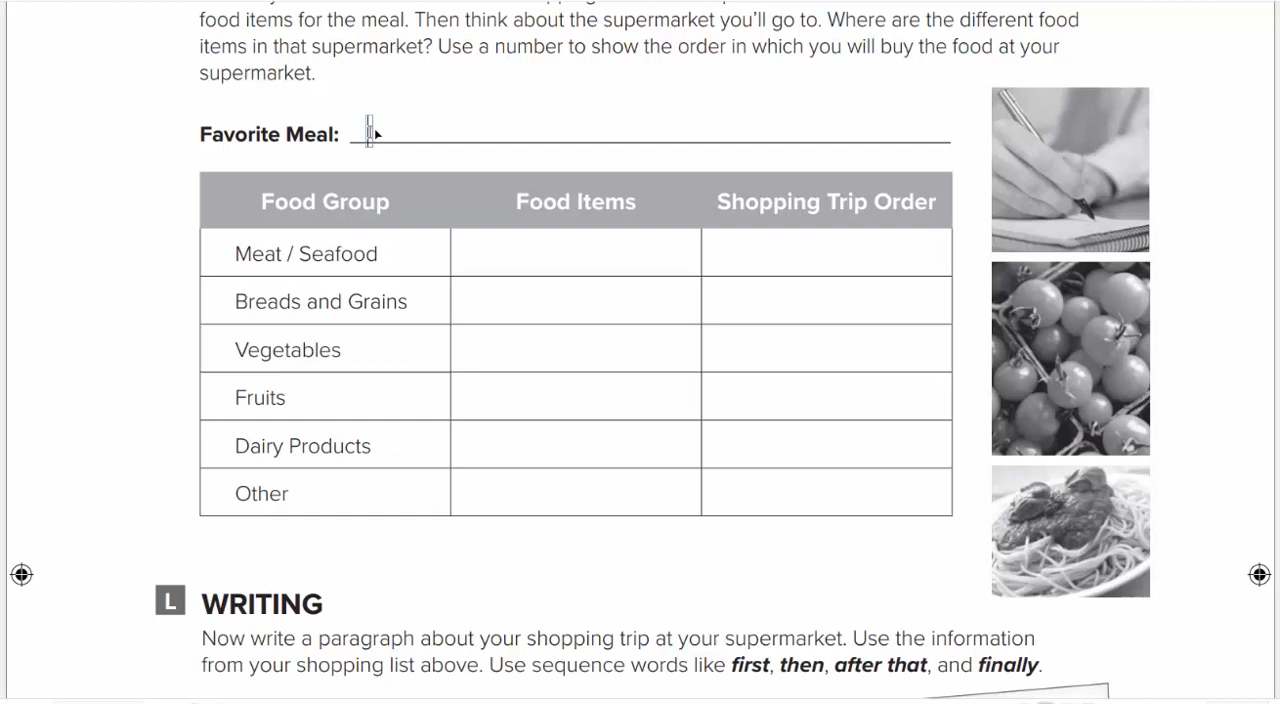 food items for the meal. Then think about the supermarket you'll go to. Where are the different food
items in that supermarket? Use a number to show the order in which you will buy the food at your
supermarket.
Favorite Meal:
Food Group Food Items Shopping Trip Order
Meat / Seafood
Breads and Grains
Vegetables
Fruits
Dairy Products
Other
L WRITING
Now write a paragraph about your shopping trip at your supermarket. Use the information
from your shopping list above. Use sequence words like first, then, after that, and finally.